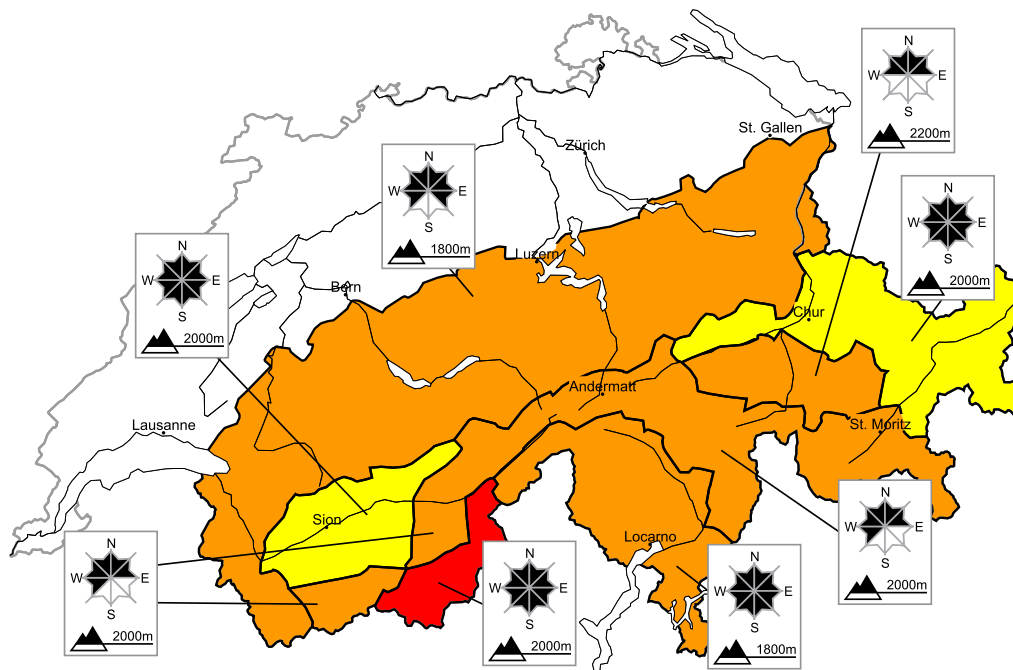 N
W E
S
2200m
St. Gallen
Zürich
N
W E
S
1800m
N
W E
S
2000m
N
W E
S
2000m
Luzern
Bern
Chur
Andermatt
Lausanne
St. Moritz
Sion
Locarno
N
W E
S
2000m
N
W E
S
2000m
N
W E
S
2000m
N
W E
S
1800m